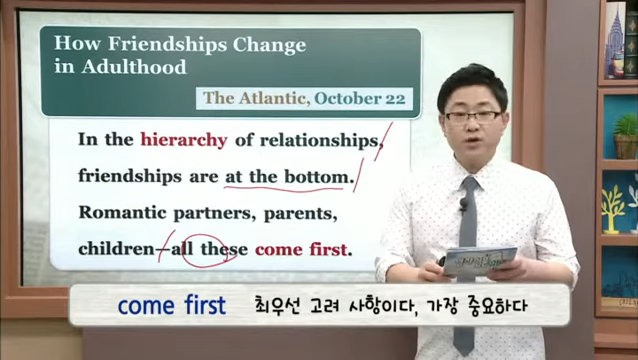 How Friendships Change
in Adulthood
The Atlantic, October 22
In the hierarchy of relationships,
friendships are at the bottom.
Romantic partners, parents,
children—all these come first.
come first 최우선 고려 사항이다, 가장 중요하다